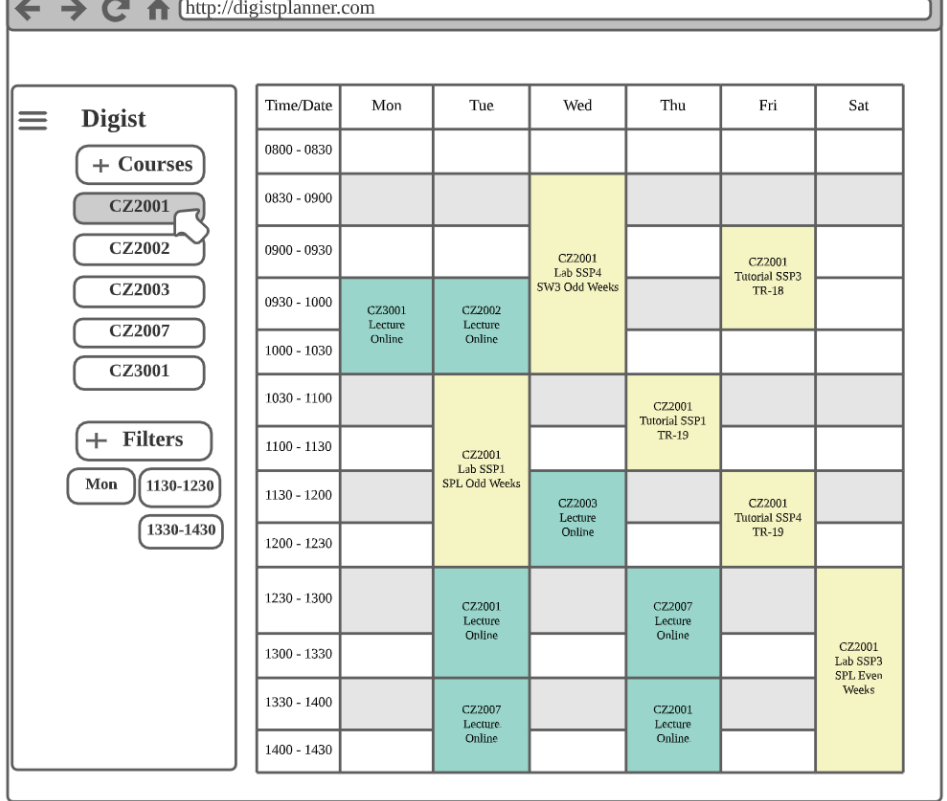 http://digistplanner.com
Digist
+ Courses
CZ2001
CZ2002
CZ2003
CZ2007
CZ3001
+ Filters
Mon
1130-1230
1330-1430
Time/Date Mon Tue Wed Thu Fri Sat
0800 - 0830
0830 - 0900
0900 - 0930
0930 - 1000
1000 - 1030
1030 - 1100
1100 - 1130
1130 - 1200
1200 - 1230
1230 - 1300
1300 - 1330
1330 - 1400
1400 - 1430
CZ3001
Lecture
Online
CZ2002
Lecture
Online
CZ2001
Lab SSP1
SPL Odd Weeks
CZ2001
Lecture
Online
CZ2007
Lecture
Online
CZ2001
Lab SSP4
SW3 Odd Weeks
CZ2003
Lecture
Online
CZ2001
Tutorial SSP1
TR-19
CZ2007
Lecture
Online
CZ2001
Lecture
Online
CZ2001
Tutorial SSP3
TR-18
CZ2001
Tutorial SSP4
TR-19
CZ2001
Lab SSP3
SPL Even
Weeks